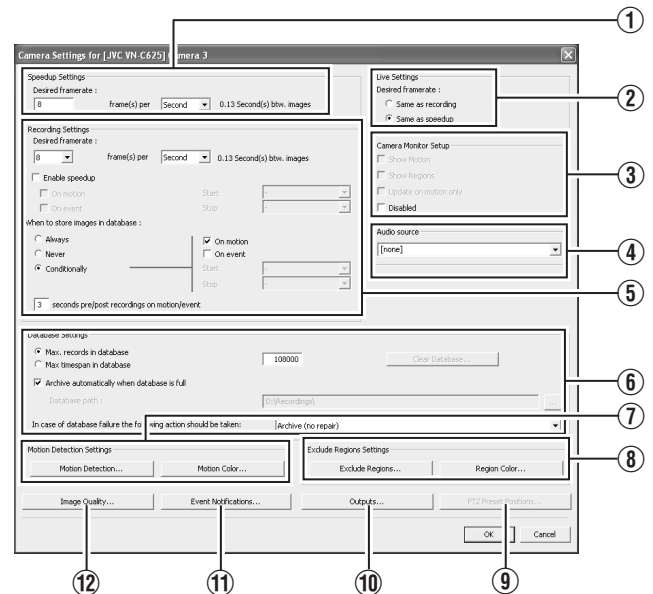 ①
Camera Settings for [JVC VN-C625] Camera 3
Speedup Settings
Desired framerate :
8 frame(s) per Second 0.13 Second(s) btw. images
Live Settings
Desired framerate :
Same as recording
Same as speedup
②
Recording Settings
Desired framerate :
8 frame(s) per Second 0.13 Second(s) btw. images
Enable speedup
On motion Start -
On event Stop -
When to store images in database :
Always
Never
Conditionally
On motion
On event
Start -
Stop -
3 seconds pre/post recordings on motion/event
Camera Monitor Setup
Show Motion
Show Regions
Update on motion only
Disabled
③
Audio source
[none]
④
⑤
Database Settings
Max. records in database 108000 Clear Database...
Max timespan in database
Archive automatically when database is full
Database path : D:\Recordings\ ...
In case of database failure the following action should be taken: Archive (no repair)
⑥
⑦
Motion Detection Settings
Motion Detection... Motion Color...
Exclude Regions Settings
Exclude Regions... Region Color...
⑧
Image Quality... Event Notifications... Outputs... PTZ Preset Positions...
OK Cancel
⑫ ⑪ ⑩ ⑨